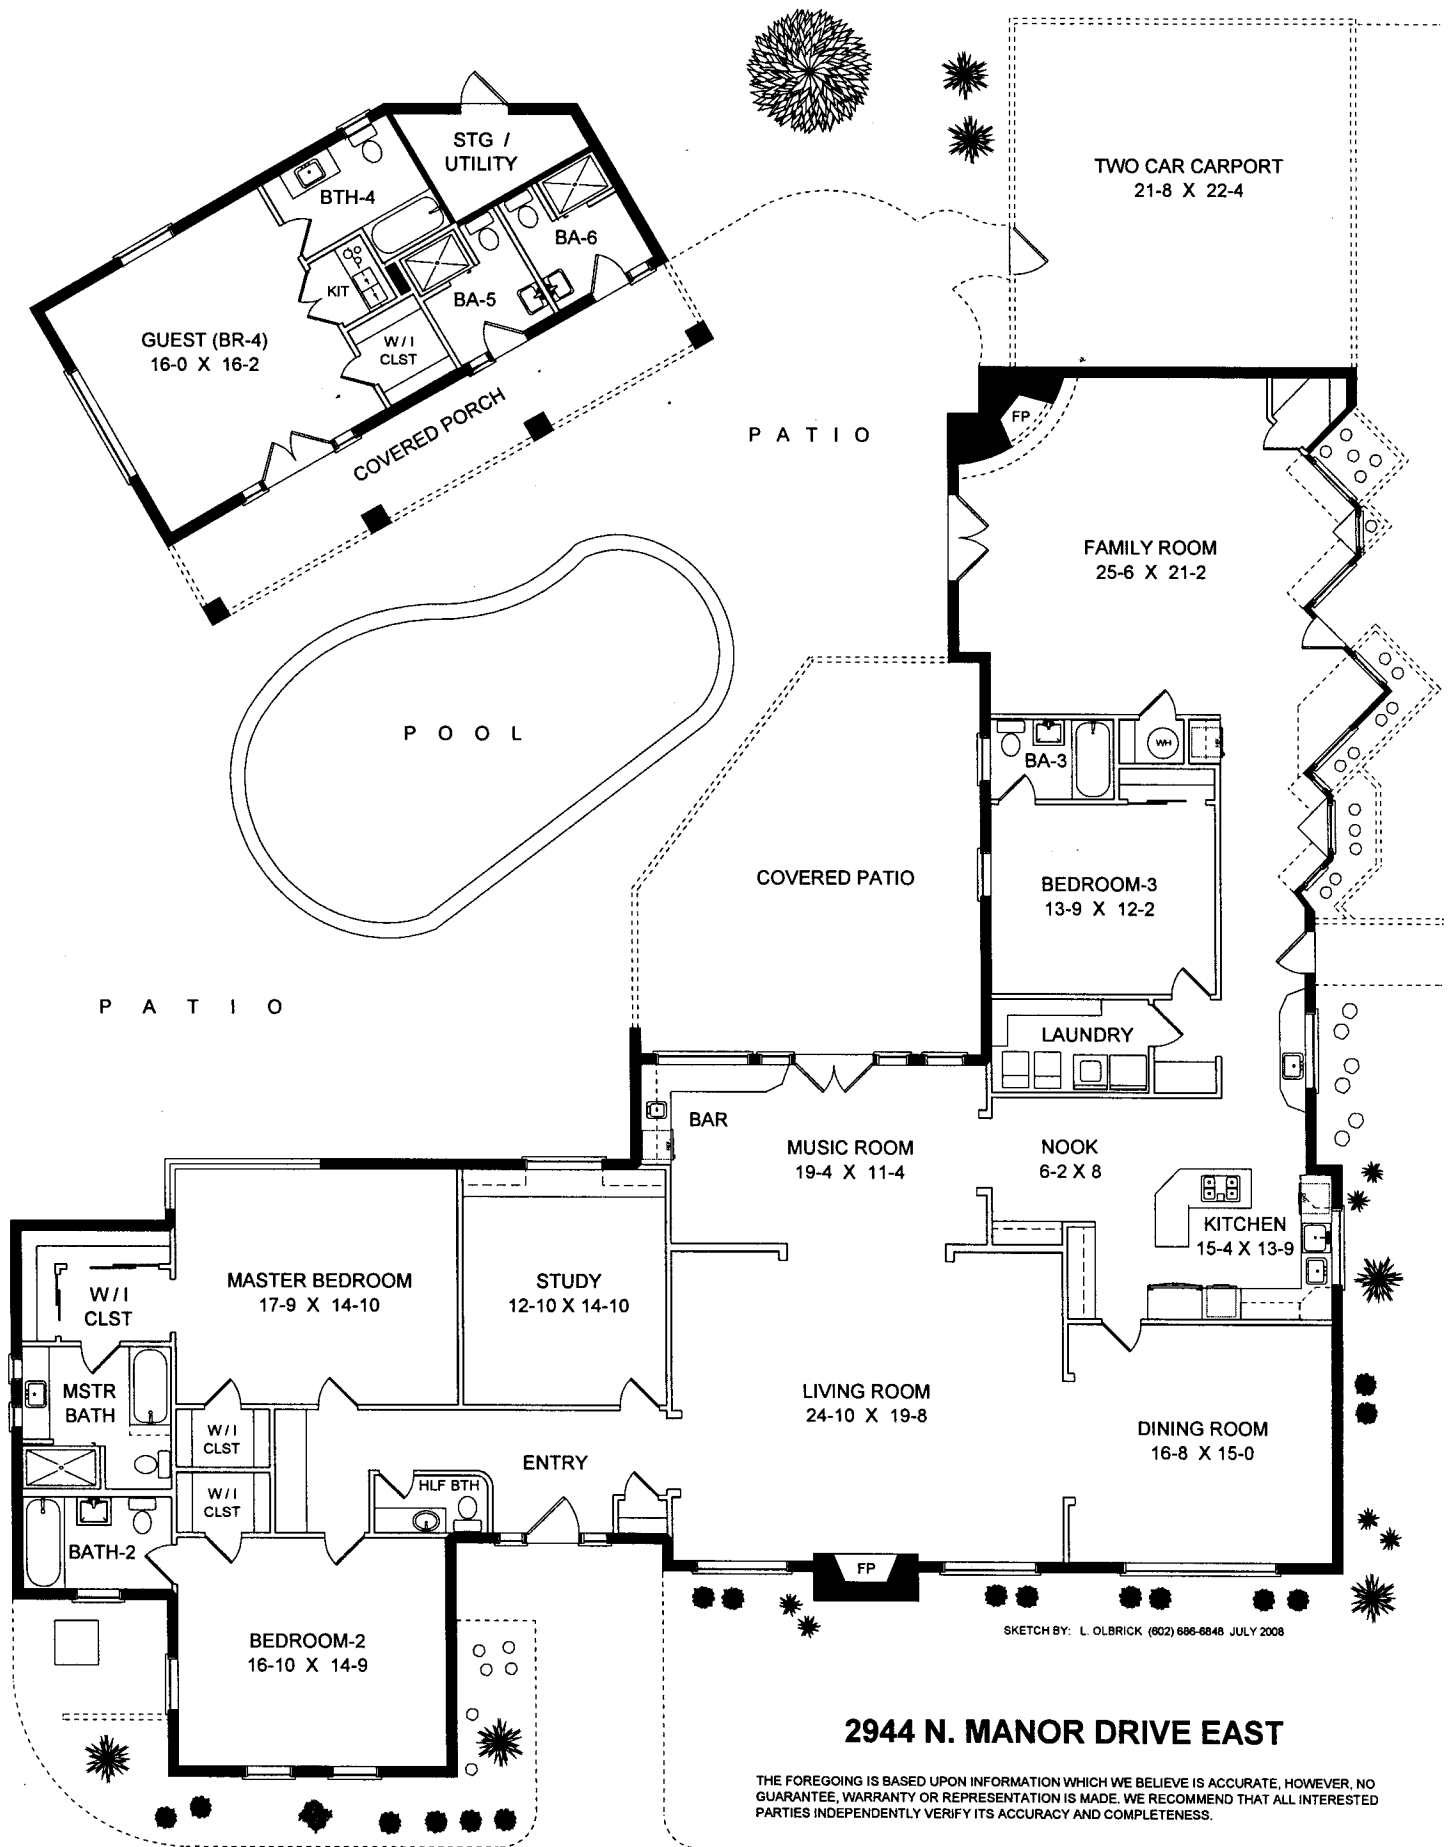 STG /
UTILITY
BTH-4
BA-6
KIT
BA-5
GUEST (BR-4)
16-0 X 16-2
W / I
CLST
COVERED PORCH
TWO CAR CARPORT
21-8 X 22-4
FP
PATIO
FAMILY ROOM
25-6 X 21-2
POOL
BA-3
WH
COVERED PATIO
BEDROOM-3
13-9 X 12-2
PATIO
LAUNDRY
BAR
MUSIC ROOM
19-4 X 11-4
NOOK
6-2 X 8
KITCHEN
15-4 X 13-9
W / I
CLST
MASTER BEDROOM
17-9 X 14-10
STUDY
12-10 X 14-10
MSTR
BATH
LIVING ROOM
24-10 X 19-8
DINING ROOM
16-8 X 15-0
W / I
CLST
ENTRY
HLF BTH
W / I
CLST
BATH-2
FP
BEDROOM-2
16-10 X 14-9
SKETCH BY: L. OLBRICK (602) 686-6848 JULY 2008
2944 N. MANOR DRIVE EAST
THE FOREGOING IS BASED UPON INFORMATION WHICH WE BELIEVE IS ACCURATE, HOWEVER, NO
GUARANTEE, WARRANTY OR REPRESENTATION IS MADE. WE RECOMMEND THAT ALL INTERESTED
PARTIES INDEPENDENTLY VERIFY ITS ACCURACY AND COMPLETENESS.